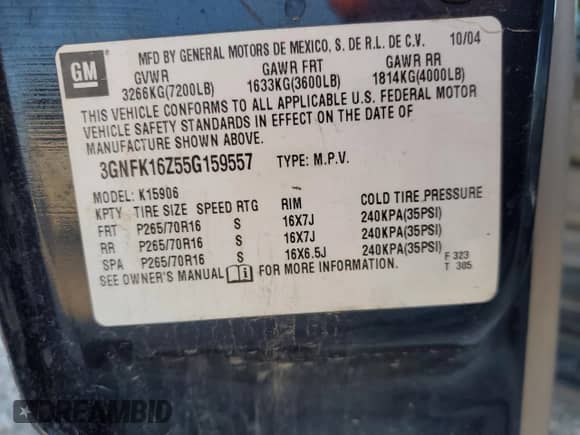 GM
MFD BY GENERAL MOTORS DE MEXICO, S. DE R.L. DE C.V. 10/04
GVWR GAWR FRT GAWR RR
3266KG(7200LB) 1633KG(3600LB) 1814KG(4000LB)
THIS VEHICLE CONFORMS TO ALL APPLICABLE U.S. FEDERAL MOTOR
VEHICLE SAFETY STANDARDS IN EFFECT ON THE DATE OF
MANUFACTURE SHOWN ABOVE.
3GNFK16Z55G159557 TYPE: M.P.V.
MODEL: K15906
KPTY TIRE SIZE SPEED RTG RIM COLD TIRE PRESSURE
FRT P265/70R16 S 16X7J 240KPA(35PSI)
RR P265/70R16 S 16X7J 240KPA(35PSI)
SPA P265/70R16 S 16X6.5J 240KPA(35PSI)
SEE OWNER'S MANUAL FOR MORE INFORMATION.
F 323
T 305
DREAMBID